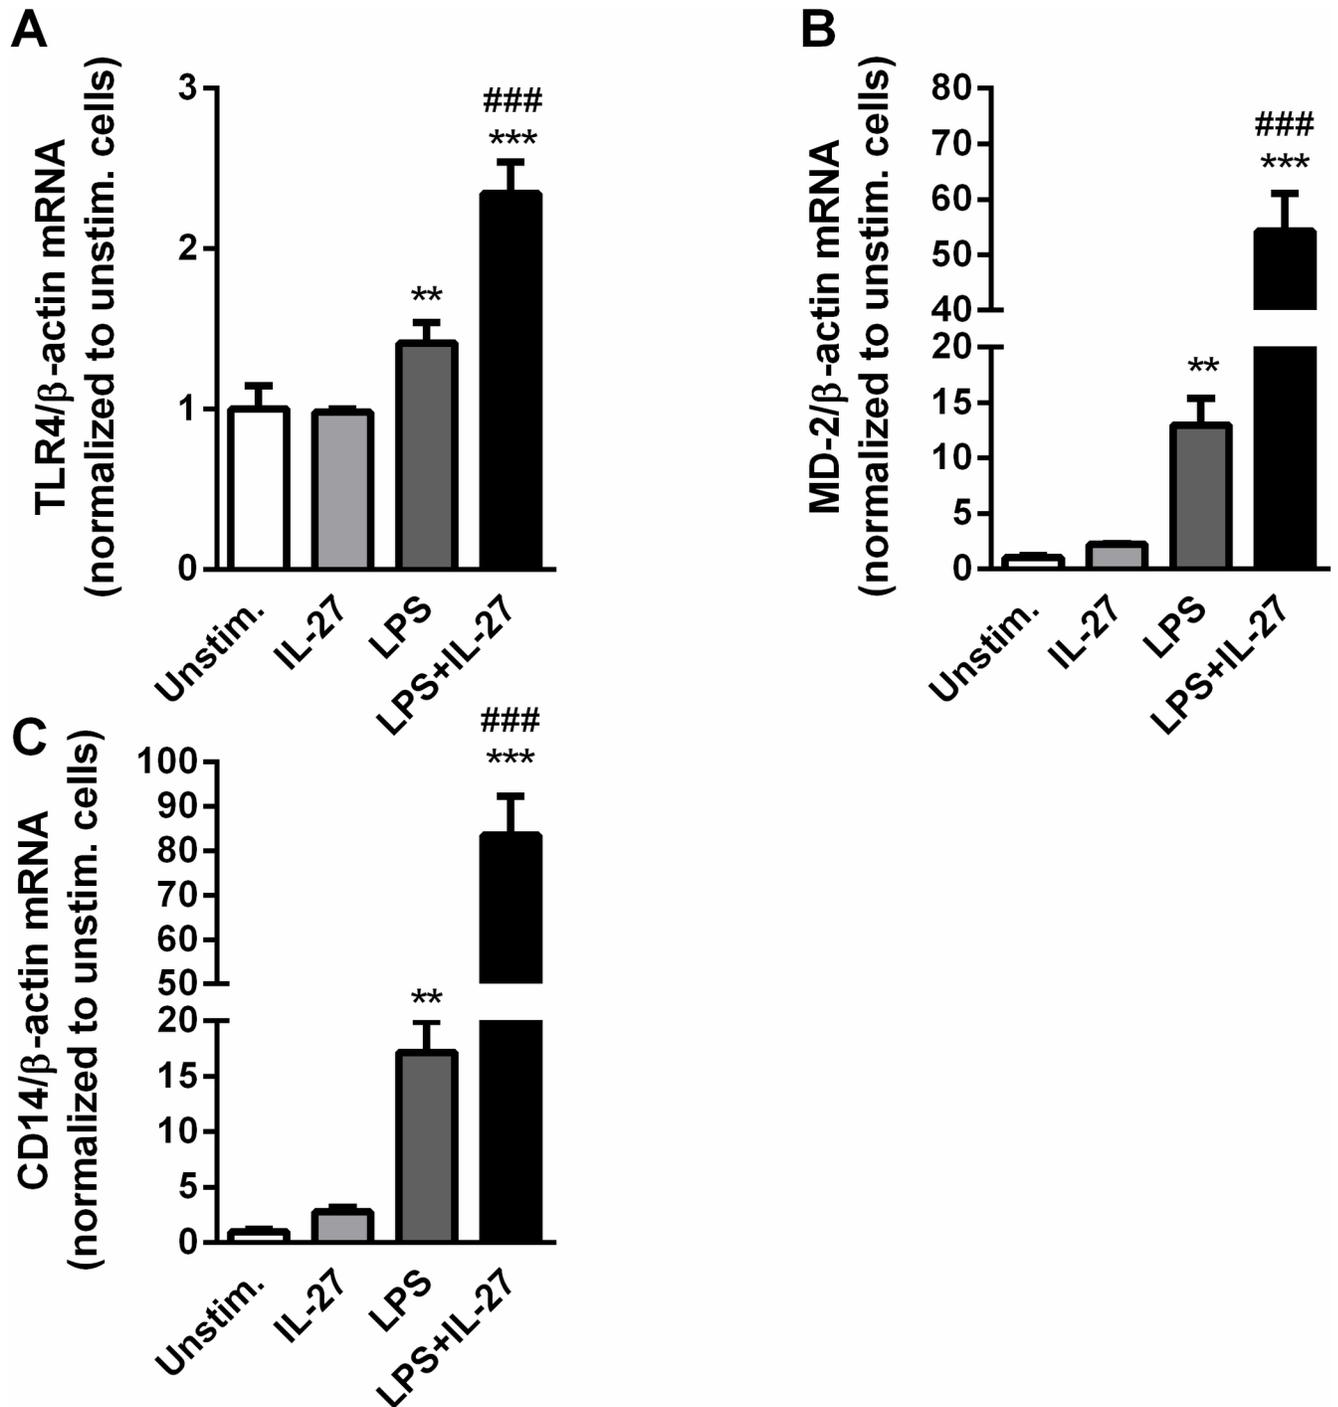 A
TLR4/β-actin mRNA
(normalized to unstim. cells)
3
2
1
0
**
###
***
Unstim.
IL-27
LPS
LPS+IL-27
B
MD-2/β-actin mRNA
(normalized to unstim. cells)
80
70
60
50
40
20
15
10
5
0
**
###
***
Unstim.
IL-27
LPS
LPS+IL-27
C
CD14/β-actin mRNA
(normalized to unstim. cells)
100
90
80
70
60
50
20
15
10
5
0
**
###
***
Unstim.
IL-27
LPS
LPS+IL-27